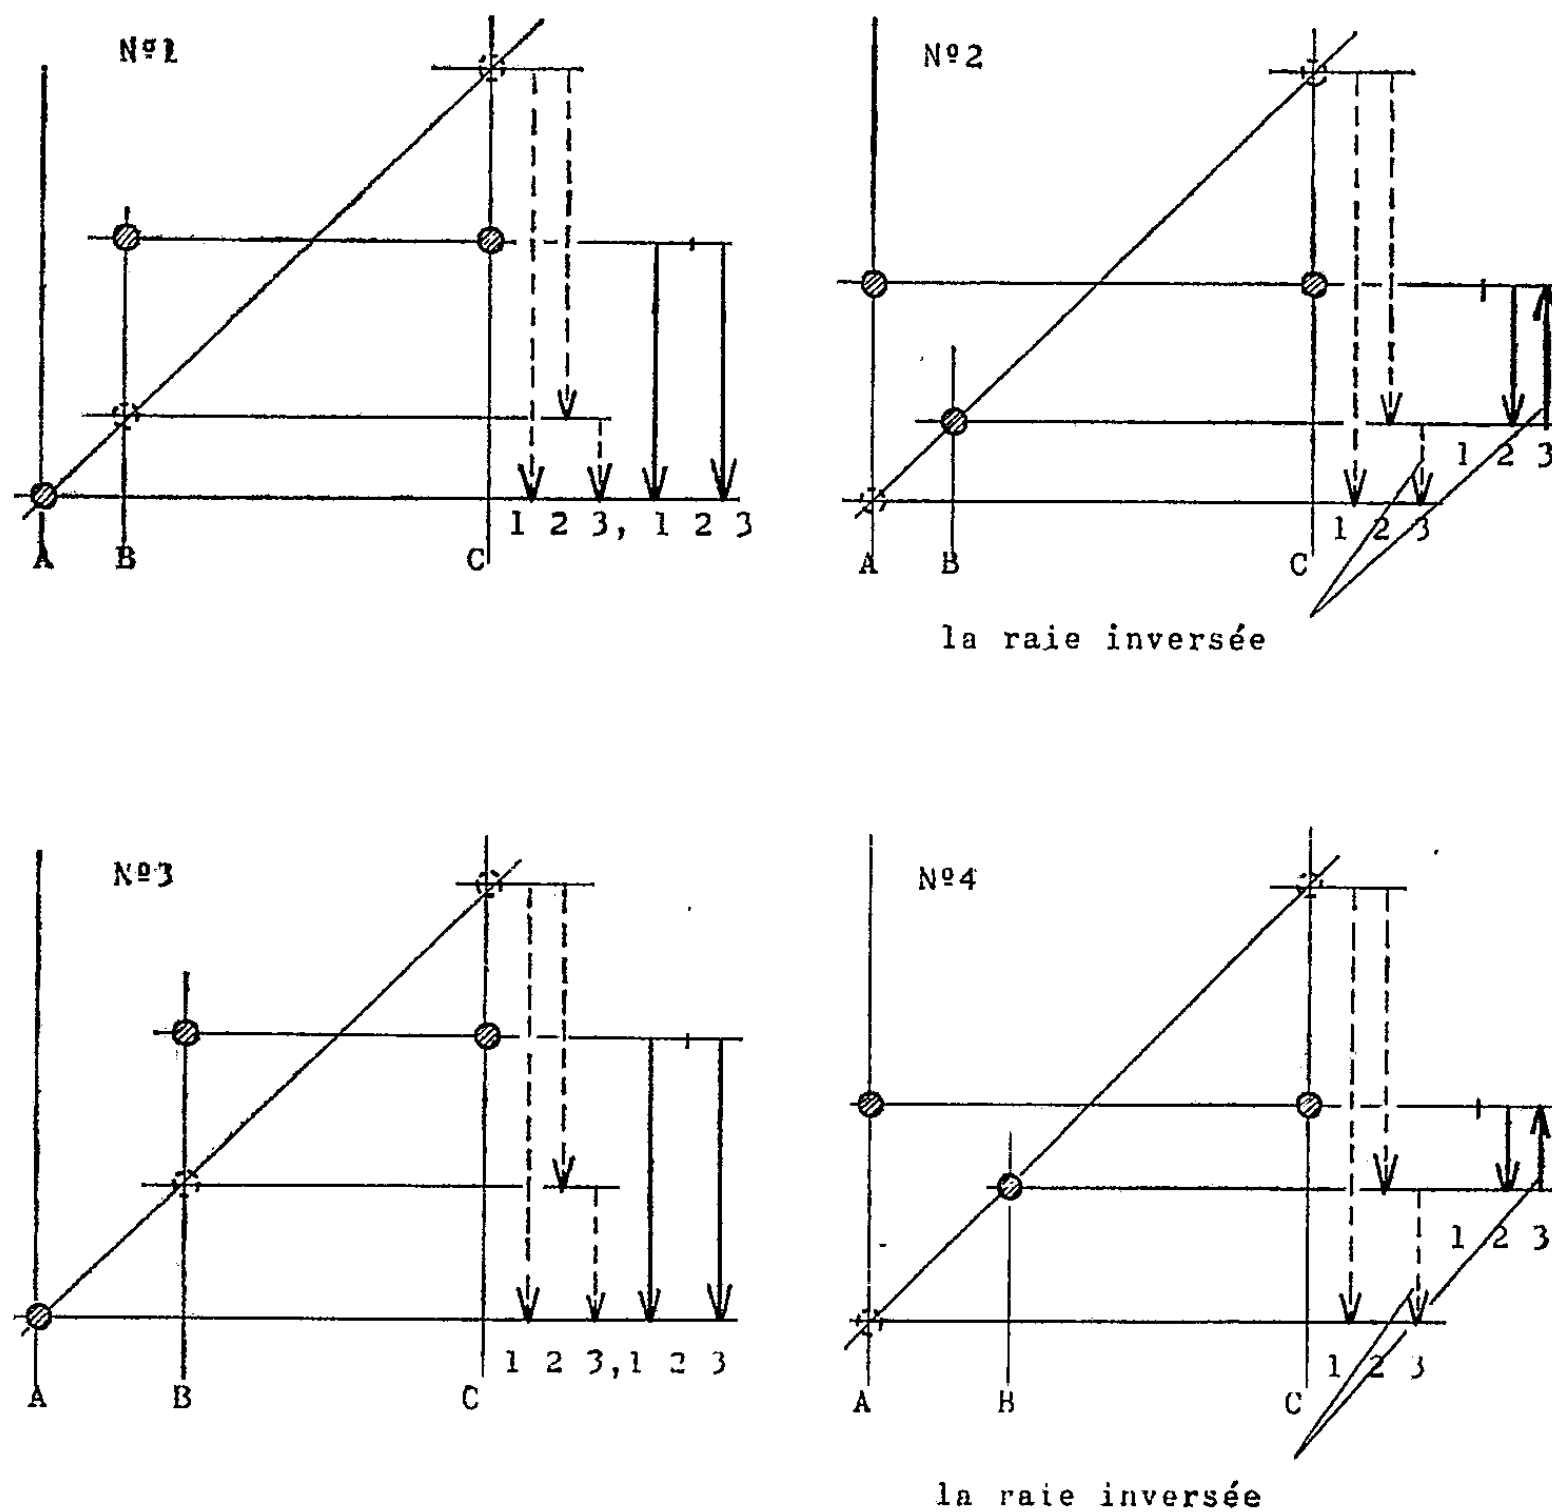 Nº1
1 2 3, 1 2 3
A B C
Nº2
1 2 3
1 2 3
A B C
la raie inversée
Nº3
1 2 3,1 2 3
A B C
Nº4
1 2 3
1 2 3
A B C
la raie inversée